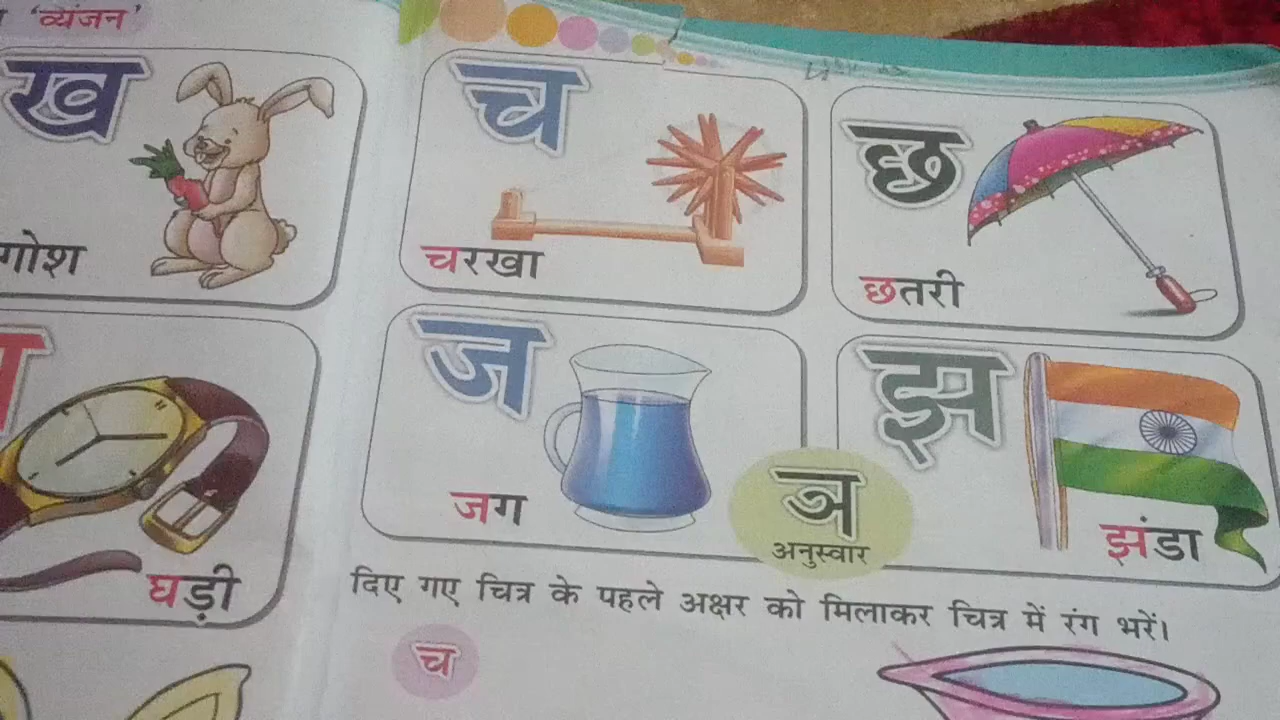 'व्यंजन'
ख
गोश
च
चरखा
छ
छतरी
घड़ी
ज
जग
ञ
अनुस्वार
झ
झंडा
दिए गए चित्र के पहले अक्षर को मिलाकर चित्र में रंग भरें।
च